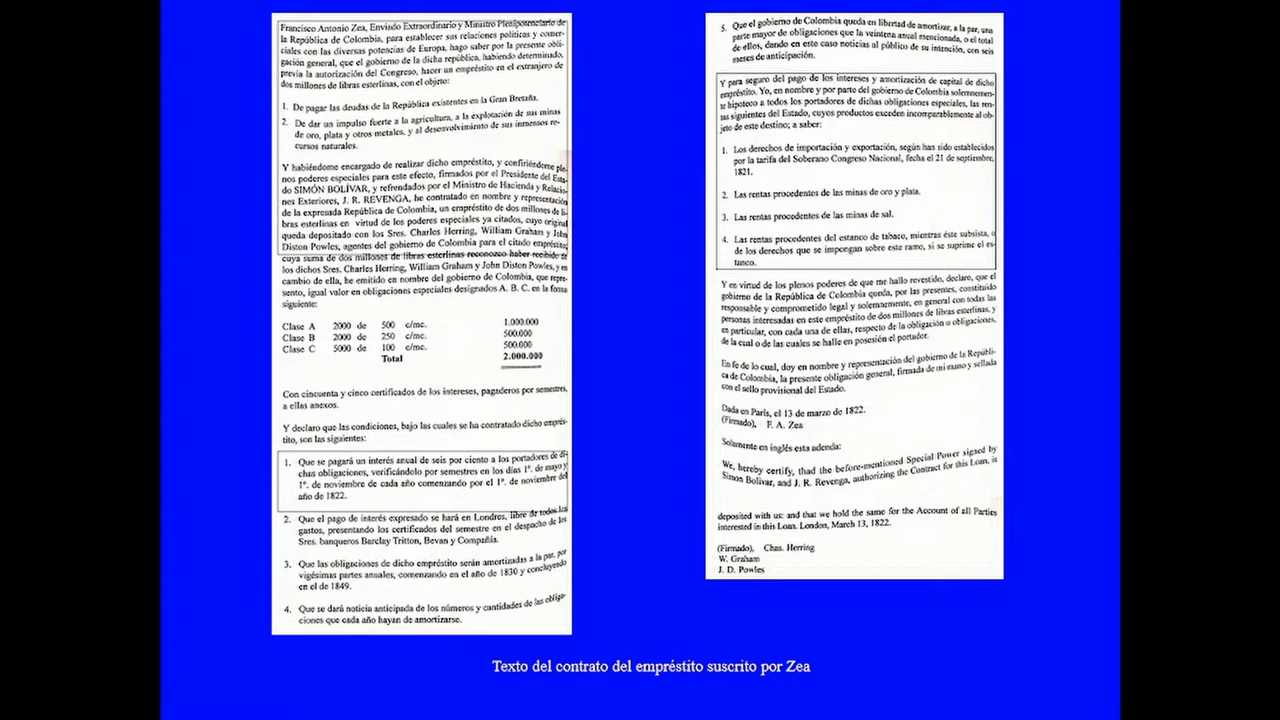 Francisco Antonio Zea, Enviado Extraordinario y Ministro Plenipotenciario de
la República de Colombia, para establecer sus relaciones políticas y comer-
ciales con las diversas potencias de Europa, hago saber por la presente obli-
gación general, que el gobierno de la dicha república, habiendo determinado,
previa la autorización del Congreso, hacer un empréstito en el extranjero de
dos millones de libras esterlinas, con el objeto:
1. De pagar las deudas de la República existentes en la Gran Bretaña.
2. De dar un impulso fuerte a la agricultura, a la explotación de sus minas
de oro, plata y otros metales, y al desenvolvimiento de sus inmensos re-
cursos naturales.
Y habiéndome encargado de realizar dicho empréstito, y confiriéndome ple-
nos poderes especiales para este efecto, firmados por el Presidente del Esta-
do SIMÓN BOLÍVAR, y refrendados por el Ministro de Hacienda y Relacio-
nes Exteriores, J. R. REVENGA, he contratado en nombre y representación
de la expresada República de Colombia, un empréstito de dos millones de li-
bras esterlinas en virtud de los poderes especiales ya citados, cuyo original
queda depositado con los Sres. Charles Herring, William Graham y John
Diston Powles, agentes del gobierno de Colombia para el citado empréstito;
cuya suma de dos millones de libras esterlinas reconozco haber recibido de
los dichos Sres. Charles Herring, William Graham y John Diston Powles, y en
cambio de ella, he emitido en nombre del gobierno de Colombia, que repre-
sento, igual valor en obligaciones especiales designados A. B. C. en la forma
siguiente:
Clase A 2000 de 500 c/mc. 1.000.000
Clase B 2000 de 250 c/mc. 500.000
Clase C 5000 de 100 c/mc. 500.000
Total 2.000.000
Con cincuenta y cinco certificados de los intereses, pagaderos por semestres,
a ellas anexos.
Y declaro que las condiciones, bajo las cuales se ha contratado dicho emprés-
tito, son las siguientes:
1. Que se pagará un interés anual de seis por ciento a los portadores de di-
chas obligaciones, verificándolo por semestres en los días 1º. de mayo y
1º. de noviembre de cada año comenzando por el 1º. de noviembre del
año de 1822.
2. Que el pago de interés expresado se hará en Londres, libre de todos los
gastos, presentando los certificados del semestre en el despacho de los
Sres. banqueros Barclay Tritton, Bevan y Compañía.
3. Que las obligaciones de dicho empréstito serán amortizadas a la par, por
vigésimas partes anuales, comenzando en el año de 1830 y concluyendo
en el de 1849.
4. Que se dará noticia anticipada de los números y cantidades de las obliga-
ciones que cada año hayan de amortizarse.
5. Que el gobierno de Colombia queda en libertad de amortizar, a la par, una
parte mayor de obligaciones que la veintena anual mencionada, o el total
de ellos, dando en este caso noticias al público de su intención, con seis
meses de anticipación.
Y para seguro del pago de los intereses y amortización de capital de dicho
empréstito. Yo, en nombre y por parte del gobierno de Colombia solemnemen-
te hipoteco a todos los portadores de dichas obligaciones especiales, las ren-
tas siguientes del Estado, cuyos productos exceden incomparablemente al ob-
jeto de este destino; a saber:
1. Los derechos de importación y exportación, según han sido establecidos
por la tarifa del Soberano Congreso Nacional, fecha el 21 de septiembre,
1821.
2. Las rentas procedentes de las minas de oro y plata.
3. Las rentas procedentes de las minas de sal.
4. Las rentas procedentes del estanco de tabaco, mientras éste subsista, o
de los derechos que se impongan sobre este ramo, si se suprime el es-
tanco.
Y en virtud de los plenos poderes de que me hallo revestido, declaro, que el
gobierno de la República de Colombia queda, por las presentes, constituido
responsable y comprometido legal y solemnemente, en general con todas las
personas interesadas en este empréstito de dos millones de libras esterlinas, y
en particular, con cada una de ellas, respecto de la obligación u obligaciones,
de la cual o de las cuales se halle en posesión el portador.
En fe de lo cual, doy en nombre y representación del gobierno de la Repúbli-
ca de Colombia, la presente obligación general, firmada de mi mano y sellada
con el sello provisional del Estado.
Dada en París, el 13 de marzo de 1822.
(Firmado), F. A. Zea
Solamente en inglés esta adenda:
We, hereby certify, thad the before-mentioned Special Power signed by
Simon Bolivar, and J. R. Revenga, authorizing the Contract for this Loan, is
deposited with us: and that we hold the same for the Account of all Parties
interested in this Loan. London, March 13, 1822.
(Firmado), Chas. Herring
W. Graham
J. D. Powles
Texto del contrato del empréstito suscrito por Zea